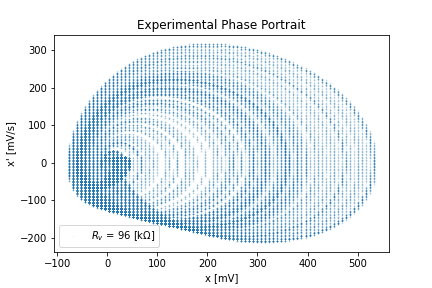 Experimental Phase Portrait
x' [mV/s]
300
200
100
0
−100
−200
R_v = 96 [kΩ]
−100 0 100 200 300 400 500
x [mV]